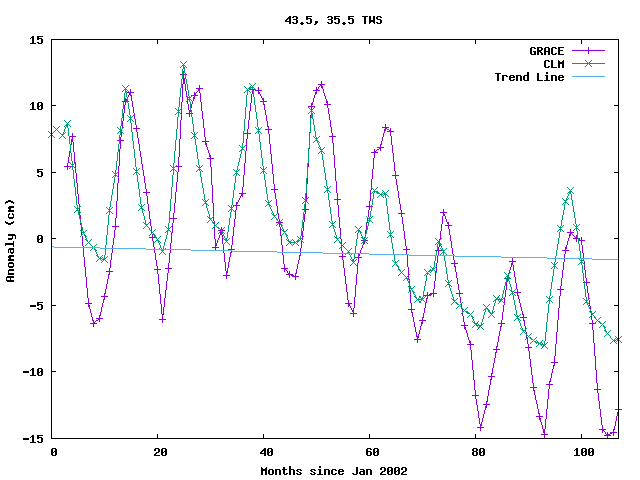 43.5, 35.5 TWS
GRACE
CLM
Trend Line
15
10
5
0
-5
-10
-15
Anomaly (cm)
0 20 40 60 80 100
Months since Jan 2002